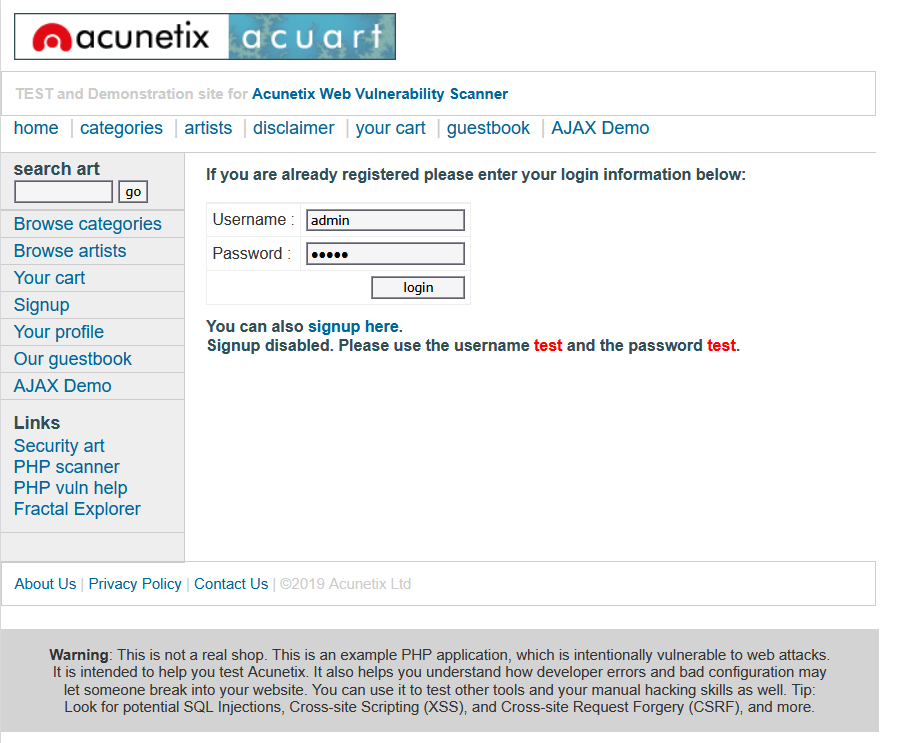 acunetix acuart
TEST and Demonstration site for Acunetix Web Vulnerability Scanner
home | categories | artists | disclaimer | your cart | guestbook | AJAX Demo
search art
go
Browse categories
Browse artists
Your cart
Signup
Your profile
Our guestbook
AJAX Demo
Links
Security art
PHP scanner
PHP vuln help
Fractal Explorer
If you are already registered please enter your login information below:
Username : admin
Password : •••••
login
You can also signup here.
Signup disabled. Please use the username test and the password test.
About Us | Privacy Policy | Contact Us | ©2019 Acunetix Ltd
Warning: This is not a real shop. This is an example PHP application, which is intentionally vulnerable to web attacks.
It is intended to help you test Acunetix. It also helps you understand how developer errors and bad configuration may
let someone break into your website. You can use it to test other tools and your manual hacking skills as well. Tip:
Look for potential SQL Injections, Cross-site Scripting (XSS), and Cross-site Request Forgery (CSRF), and more.